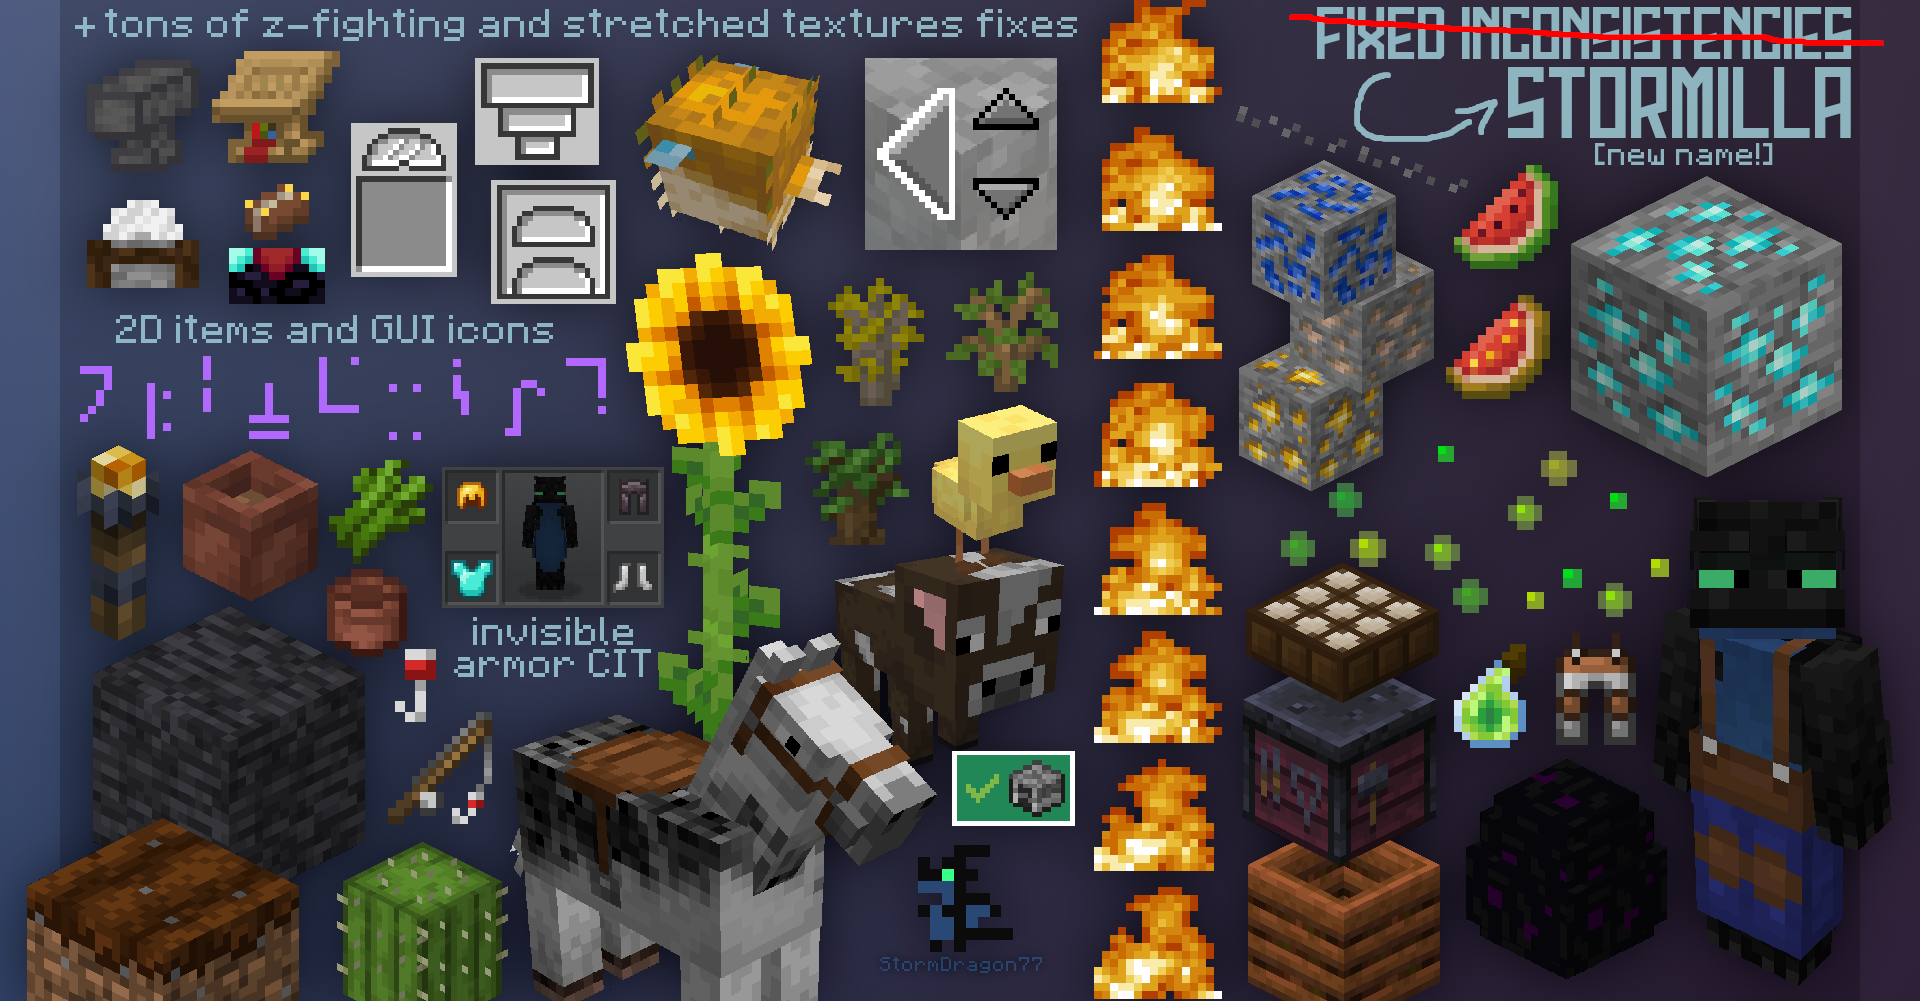 + tons of z-fighting and stretched textures fixes
FIXED INCONSISTENCIES
STORMILLA
[new name!]
2D items and GUI icons
invisible
armor CIT
StormDragon77